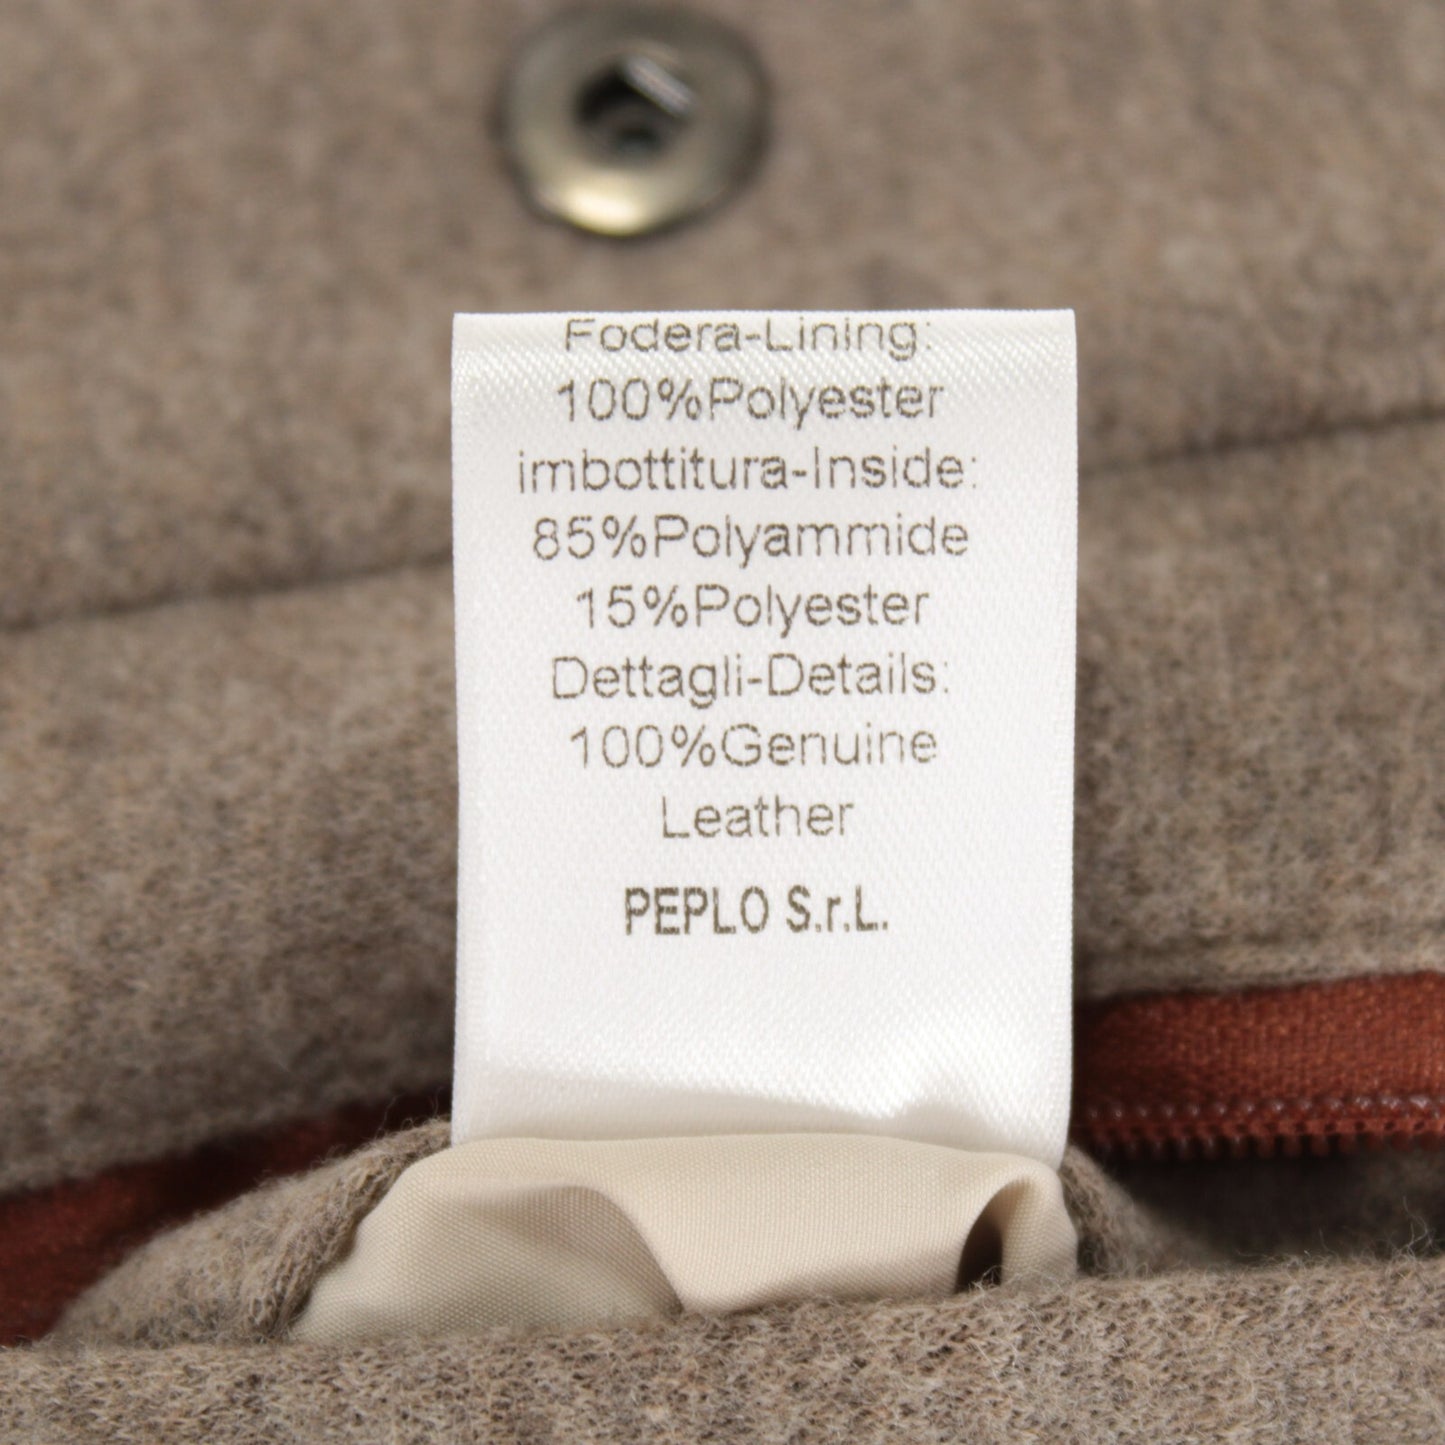 Fodera-Lining:
100%Polyester
imbottitura-Inside:
85%Polyammide
15%Polyester
Dettagli-Details:
100%Genuine
Leather
PEPLO S.r.L.